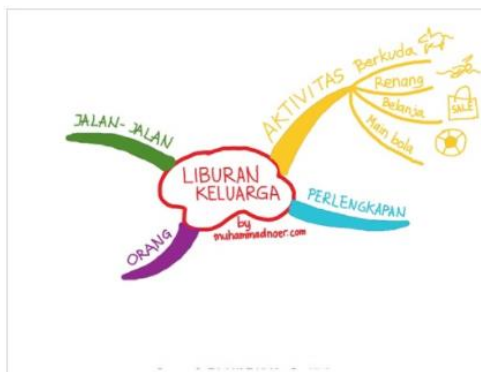 LIBURAN
KELUARGA
by
muhammadnoer.com
AKTIVITAS
Berkuda
Renang
Belanja
SALE
Main bola
PERLENGKAPAN
ORANG
JALAN-JALAN